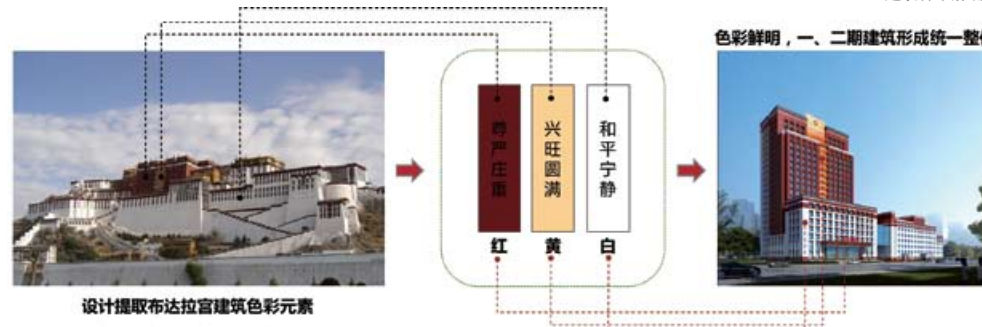 色彩鲜明，一、二期建筑形成统一整
尊严庄重
兴旺圆满
和平宁静
红
黄
白
设计提取布达拉宫建筑色彩元素